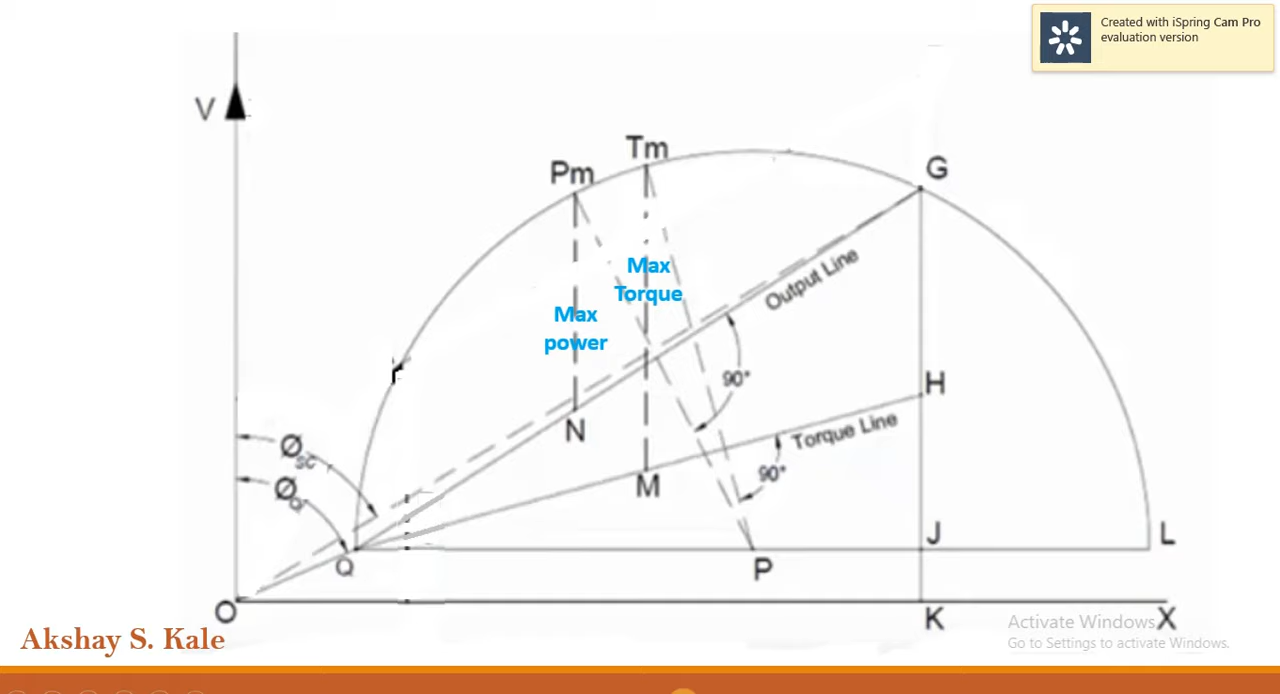 Created with iSpring Cam Pro
evaluation version
V
Tm
Pm
G
Max
Torque
Output Line
Max
power
90°
H
N
Torque Line
Øsc
90°
M
Q
P
J
L
O
K
X
Activate Windows
Go to Settings to activate Windows.
Akshay S. Kale